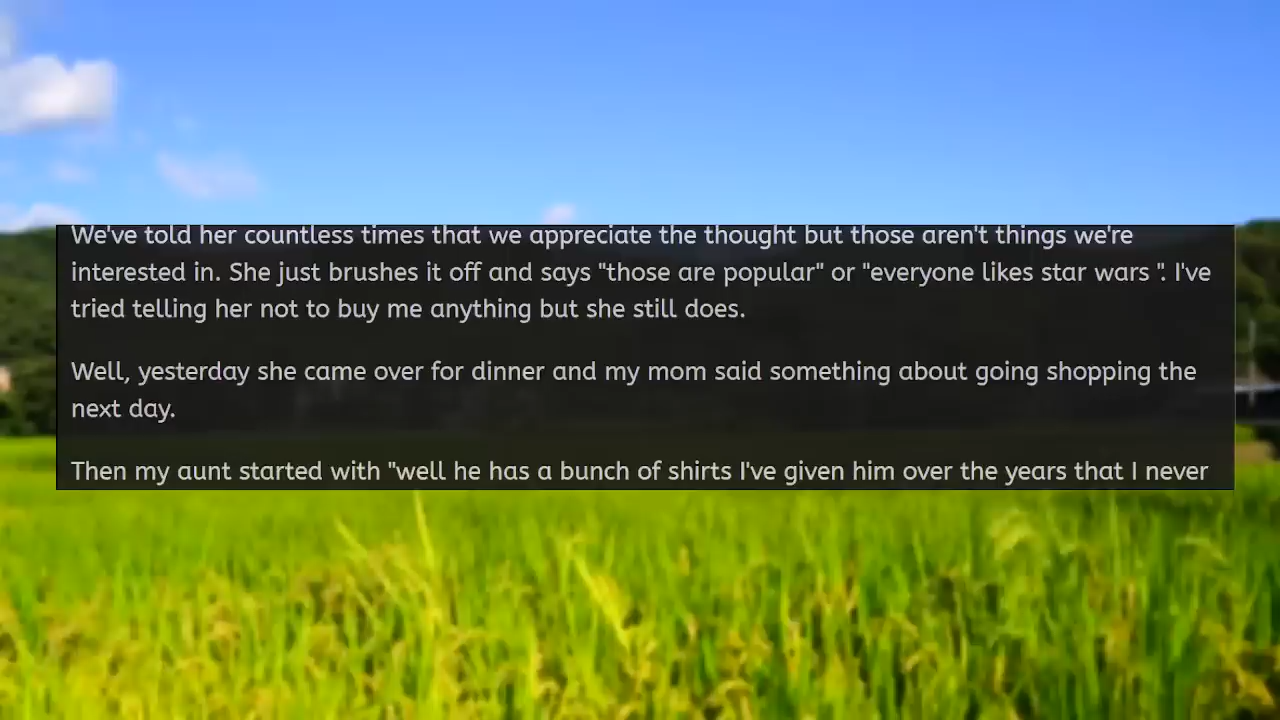 We've told her countless times that we appreciate the thought but those aren't things we're
interested in. She just brushes it off and says "those are popular" or "everyone likes star wars ". I've
tried telling her not to buy me anything but she still does.
Well, yesterday she came over for dinner and my mom said something about going shopping the
next day.
Then my aunt started with "well he has a bunch of shirts I've given him over the years that I never